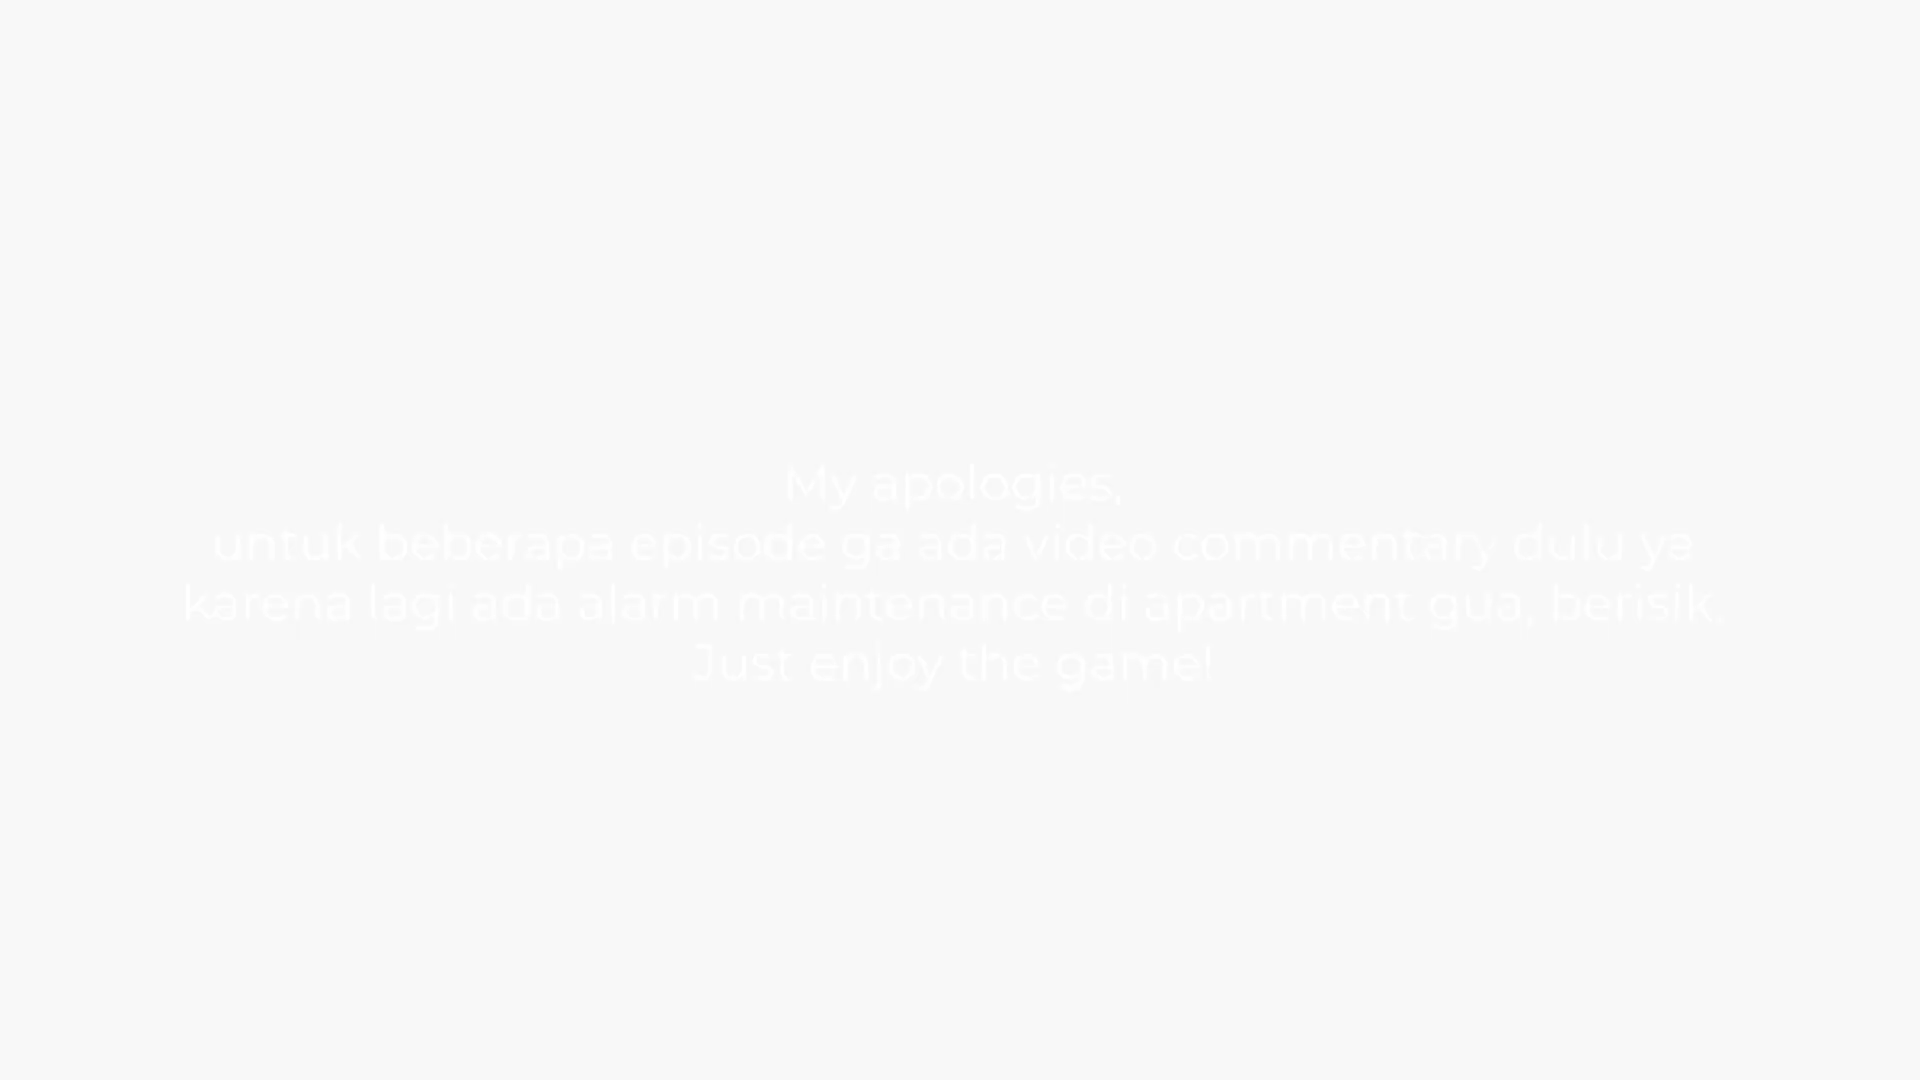 My apologies,
untuk beberapa episode ga ada video commentary dulu ya
karena lagi ada alarm maintenance di apartment gua, berisik.
Just enjoy the game!